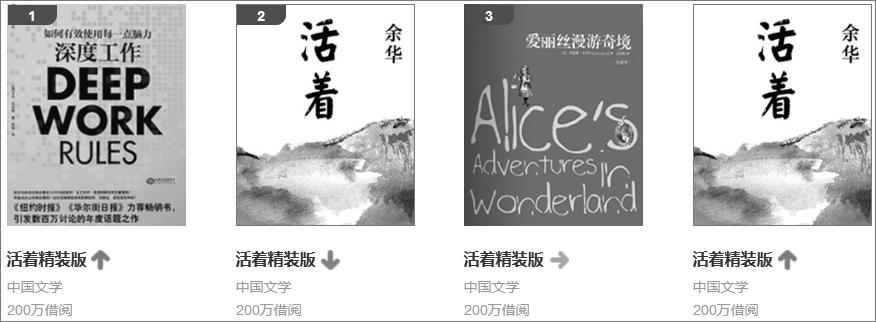 1
如何有效使用每一点脑力
深度工作
DEEP
WORK
RULES
《纽约时报》《华尔街日报》力荐畅销书,
引发数百万讨论的年度话题之作
活着精装版
中国文学
200万借阅
2
活着
余华
活着精装版
中国文学
200万借阅
3
爱丽丝漫游奇境
Alice's
Adventures in
Wonderland
活着精装版
中国文学
200万借阅
活着
余华
活着精装版
中国文学
200万借阅